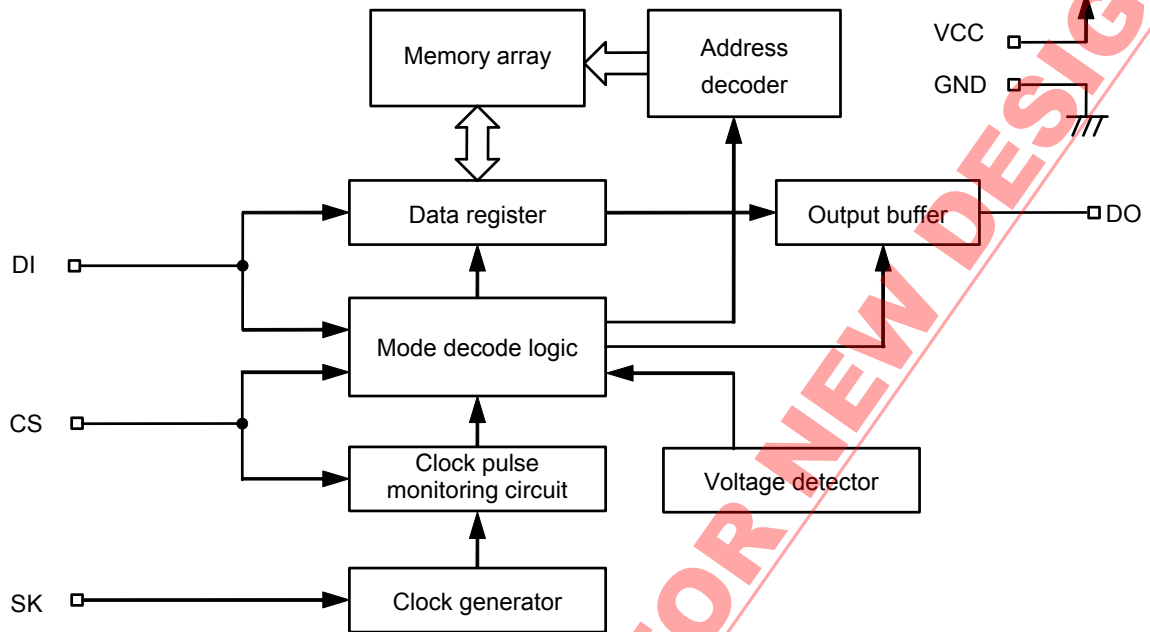 Memory array
Address
decoder
VCC
GND
Data register
Output buffer
DO
DI
Mode decode logic
CS
Clock pulse
monitoring circuit
Voltage detector
SK
Clock generator
OR NEW DESIG